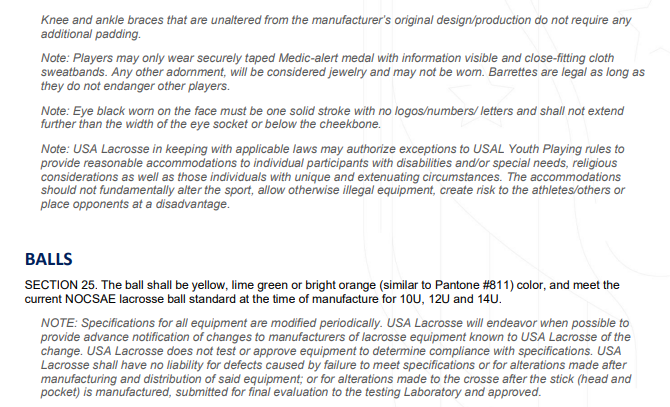 Knee and ankle braces that are unaltered from the manufacturer's original design/production do not require any
additional padding.
Note: Players may only wear securely taped Medic-alert medal with information visible and close-fitting cloth
sweatbands. Any other adornment, will be considered jewelry and may not be worn. Barrettes are legal as long as
they do not endanger other players.
Note: Eye black worn on the face must be one solid stroke with no logos/numbers/ letters and shall not extend
further than the width of the eye socket or below the cheekbone.
Note: USA Lacrosse in keeping with applicable laws may authorize exceptions to USAL Youth Playing rules to
provide reasonable accommodations to individual participants with disabilities and/or special needs, religious
considerations as well as those individuals with unique and extenuating circumstances. The accommodations
should not fundamentally alter the sport, allow otherwise illegal equipment, create risk to the athletes/others or
place opponents at a disadvantage.
BALLS
SECTION 25. The ball shall be yellow, lime green or bright orange (similar to Pantone #811) color, and meet the
current NOCSAE lacrosse ball standard at the time of manufacture for 10U, 12U and 14U.
NOTE: Specifications for all equipment are modified periodically. USA Lacrosse will endeavor when possible to
provide advance notification of changes to manufacturers of lacrosse equipment known to USA Lacrosse of the
change. USA Lacrosse does not test or approve equipment to determine compliance with specifications. USA
Lacrosse shall have no liability for defects caused by failure to meet specifications or for alterations made after
manufacturing and distribution of said equipment; or for alterations made to the crosse after the stick (head and
pocket) is manufactured, submitted for final evaluation to the testing Laboratory and approved.